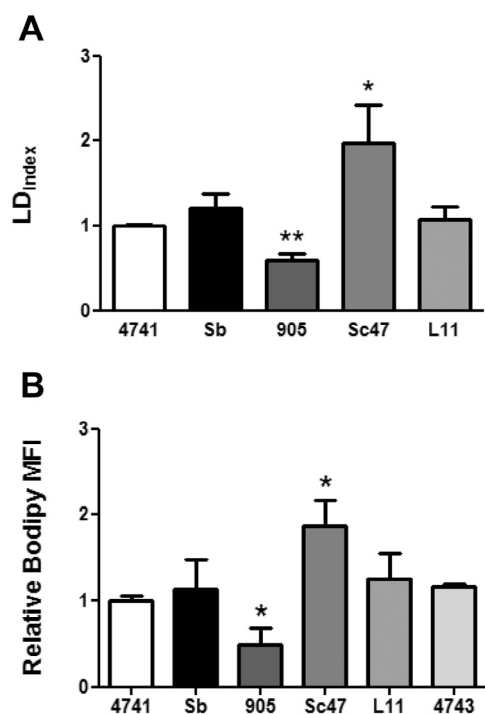 A
LDIndex
3
2
1
0
*
**
4741 Sb 905 Sc47 L11
B
Relative Bodipy MFI
3
2
1
0
*
*
4741 Sb 905 Sc47 L11 4743